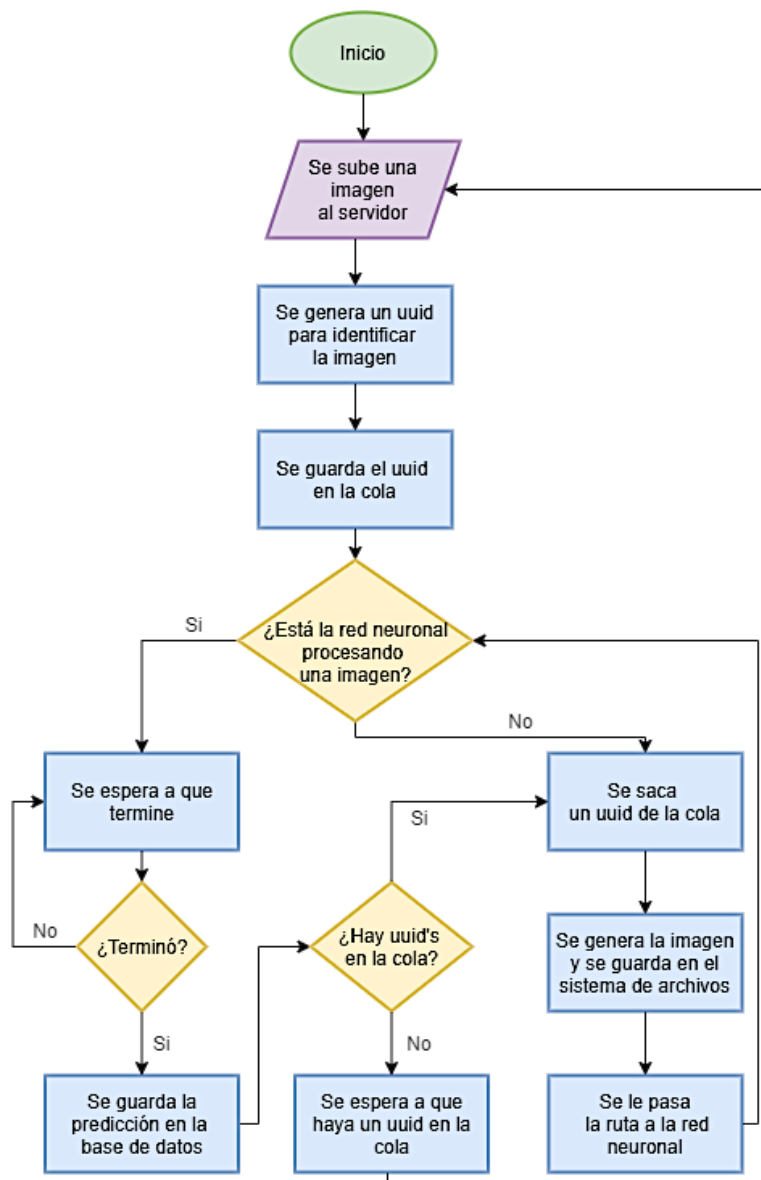 Inicio
Se sube una
imagen
al servidor
Se genera un uuid
para identificar
la imagen
Se guarda el uuid
en la cola
Si
¿Está la red neuronal
procesando
una imagen?
No
Se espera a que
termine
Si
Se saca
un uuid de la cola
No
¿Terminó?
¿Hay uuid's
en la cola?
Se genera la imagen
y se guarda en el
sistema de archivos
Si
No
Se guarda la
predicción en la
base de datos
Se espera a que
haya un uuid en la
cola
Se le pasa
la ruta a la red
neuronal